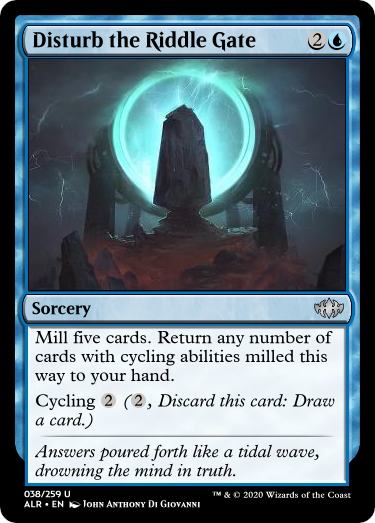 Disturb the Riddle Gate 2
Sorcery
Mill five cards. Return any number of
cards with cycling abilities milled this
way to your hand.
Cycling 2 (2, Discard this card: Draw
a card.)
Answers poured forth like a tidal wave,
drowning the mind in truth.
038/259 U
ALR • EN John Anthony Di Giovanni
™ & © 2020 Wizards of the Coast